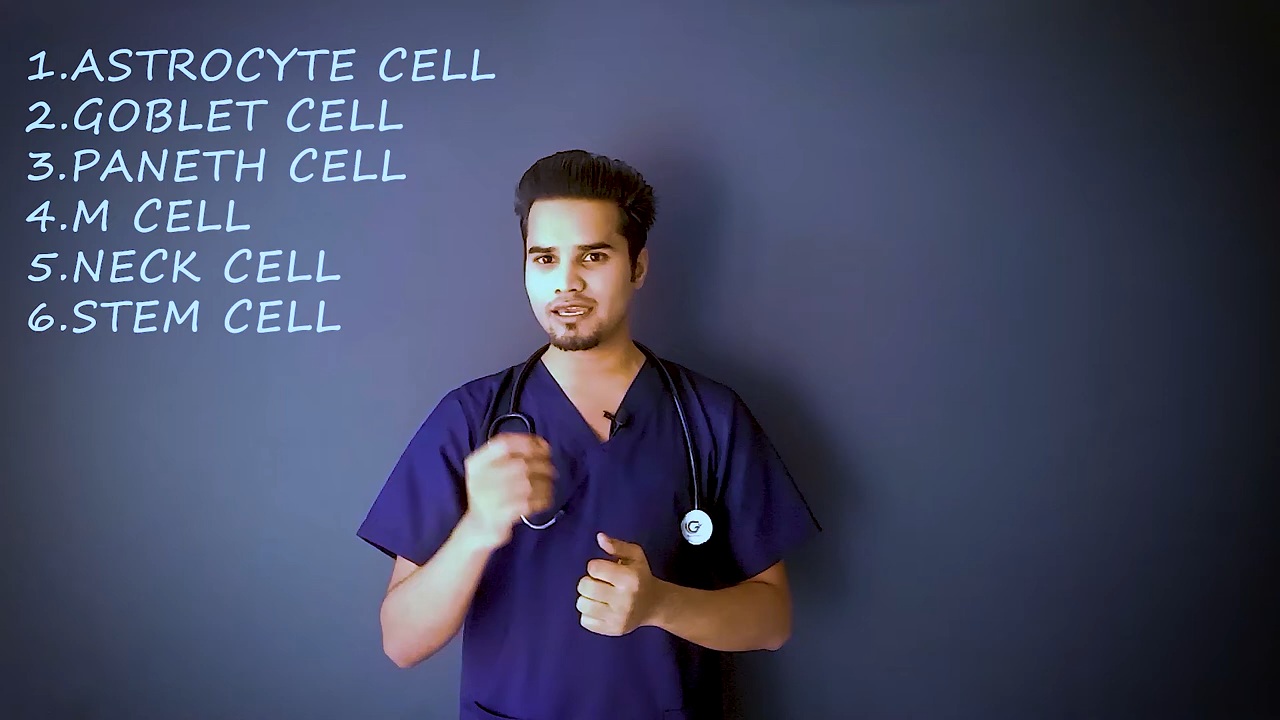 1.ASTROCYTE CELL
2.GOBLET CELL
3.PANETH CELL
4.M CELL
5.NECK CELL
6.STEM CELL